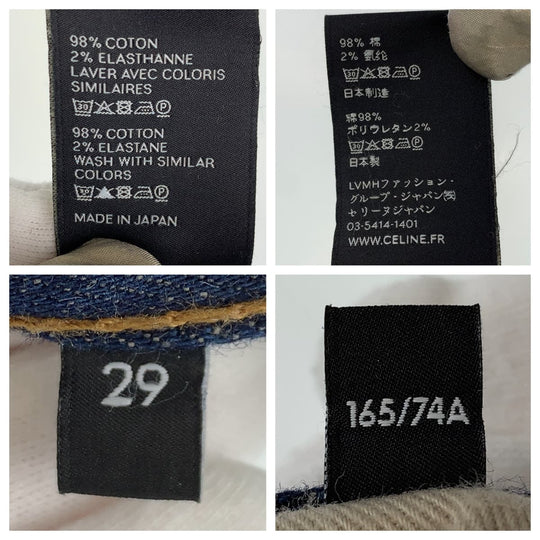 98% COTON
2% ELASTHANNE
LAVER AVEC COLORIS
SIMILAIRES
30 P
98% COTTON
2% ELASTANE
WASH WITH SIMILAR
COLORS
30 P
MADE IN JAPAN
98% 棉
2% 氨纶
30 P
日本制造
綿98%
ポリウレタン2%
30 P
日本製
LVMHファッション・
グループ・ジャパン㈱
セリーヌジャパン
03-5414-1401
WWW.CELINE.FR
29
165/74A